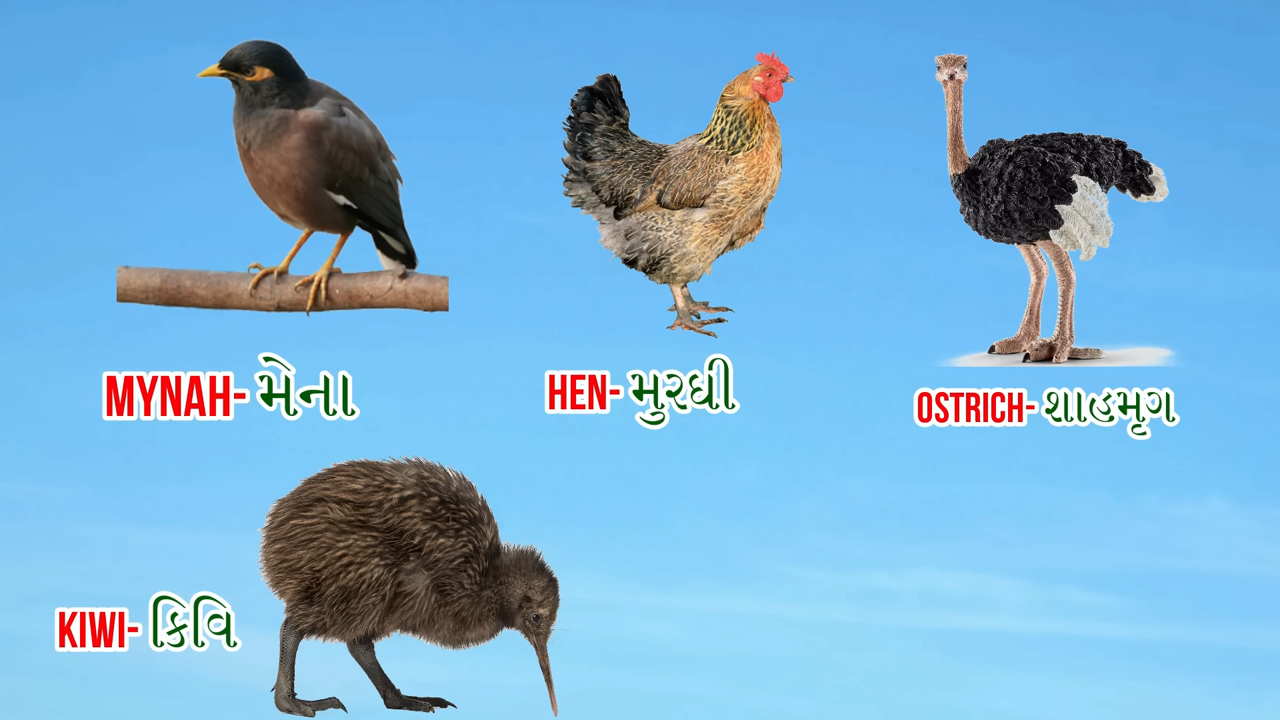 MYNAH- મેના
HEN- મુરઘી
OSTRICH- શાહમૃગ
KIWI- કિવિ